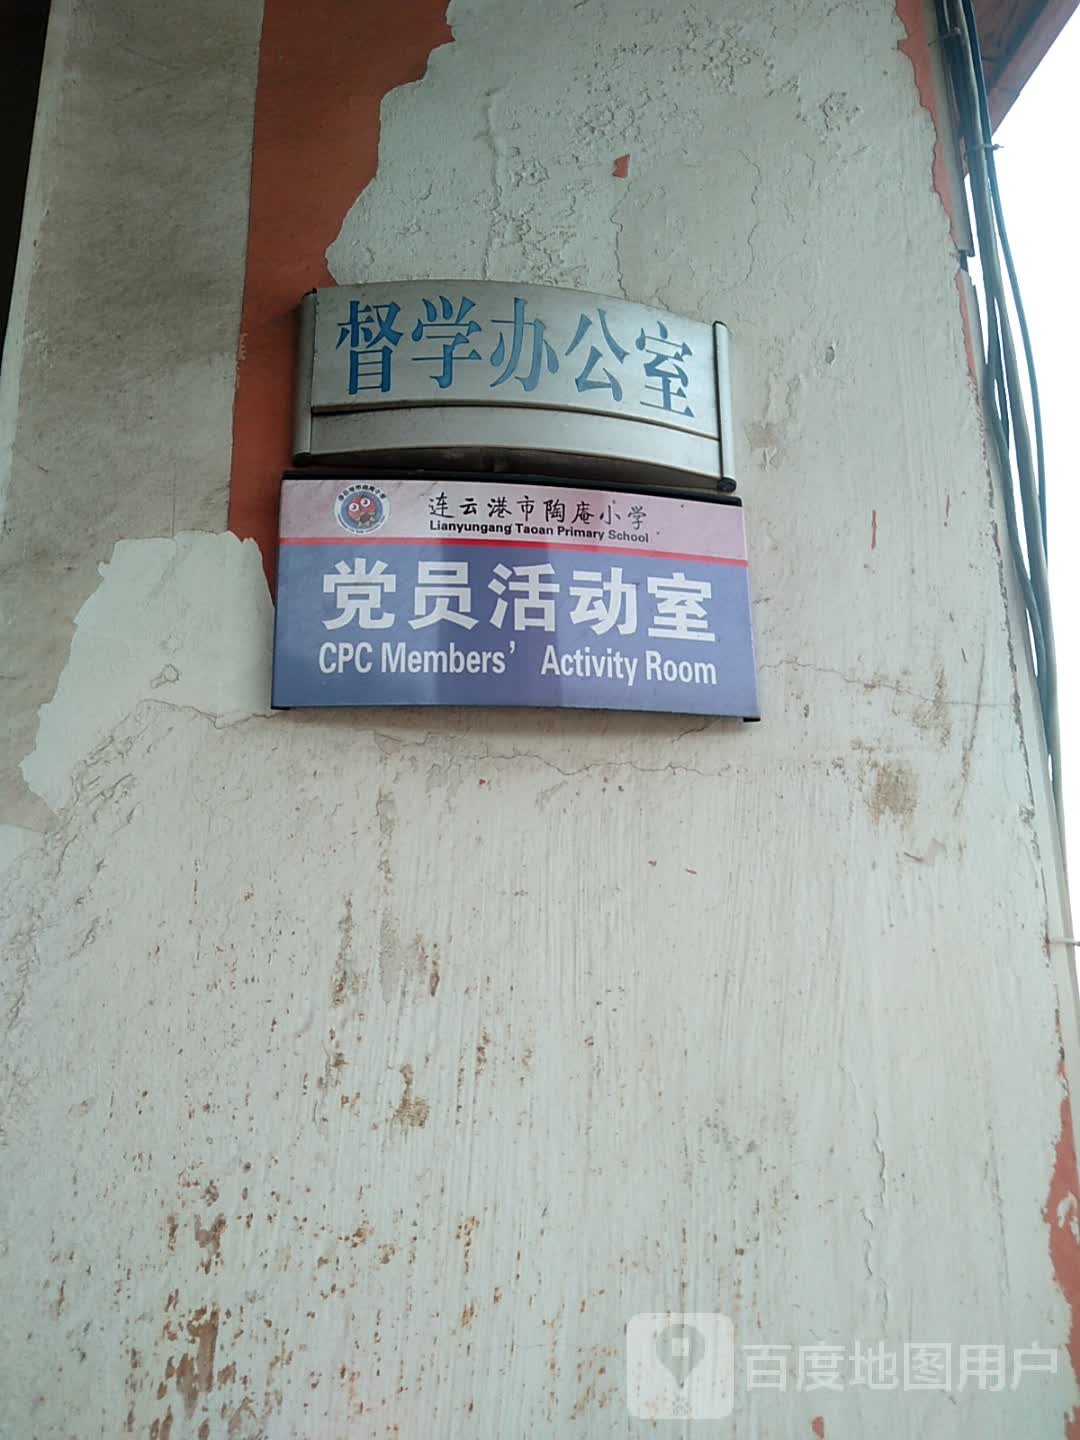 督学办公室
连云港市陶庵小学
Lianyungang Taoan Primary School
党员活动室
CPC Members' Activity Room
百度地图用户